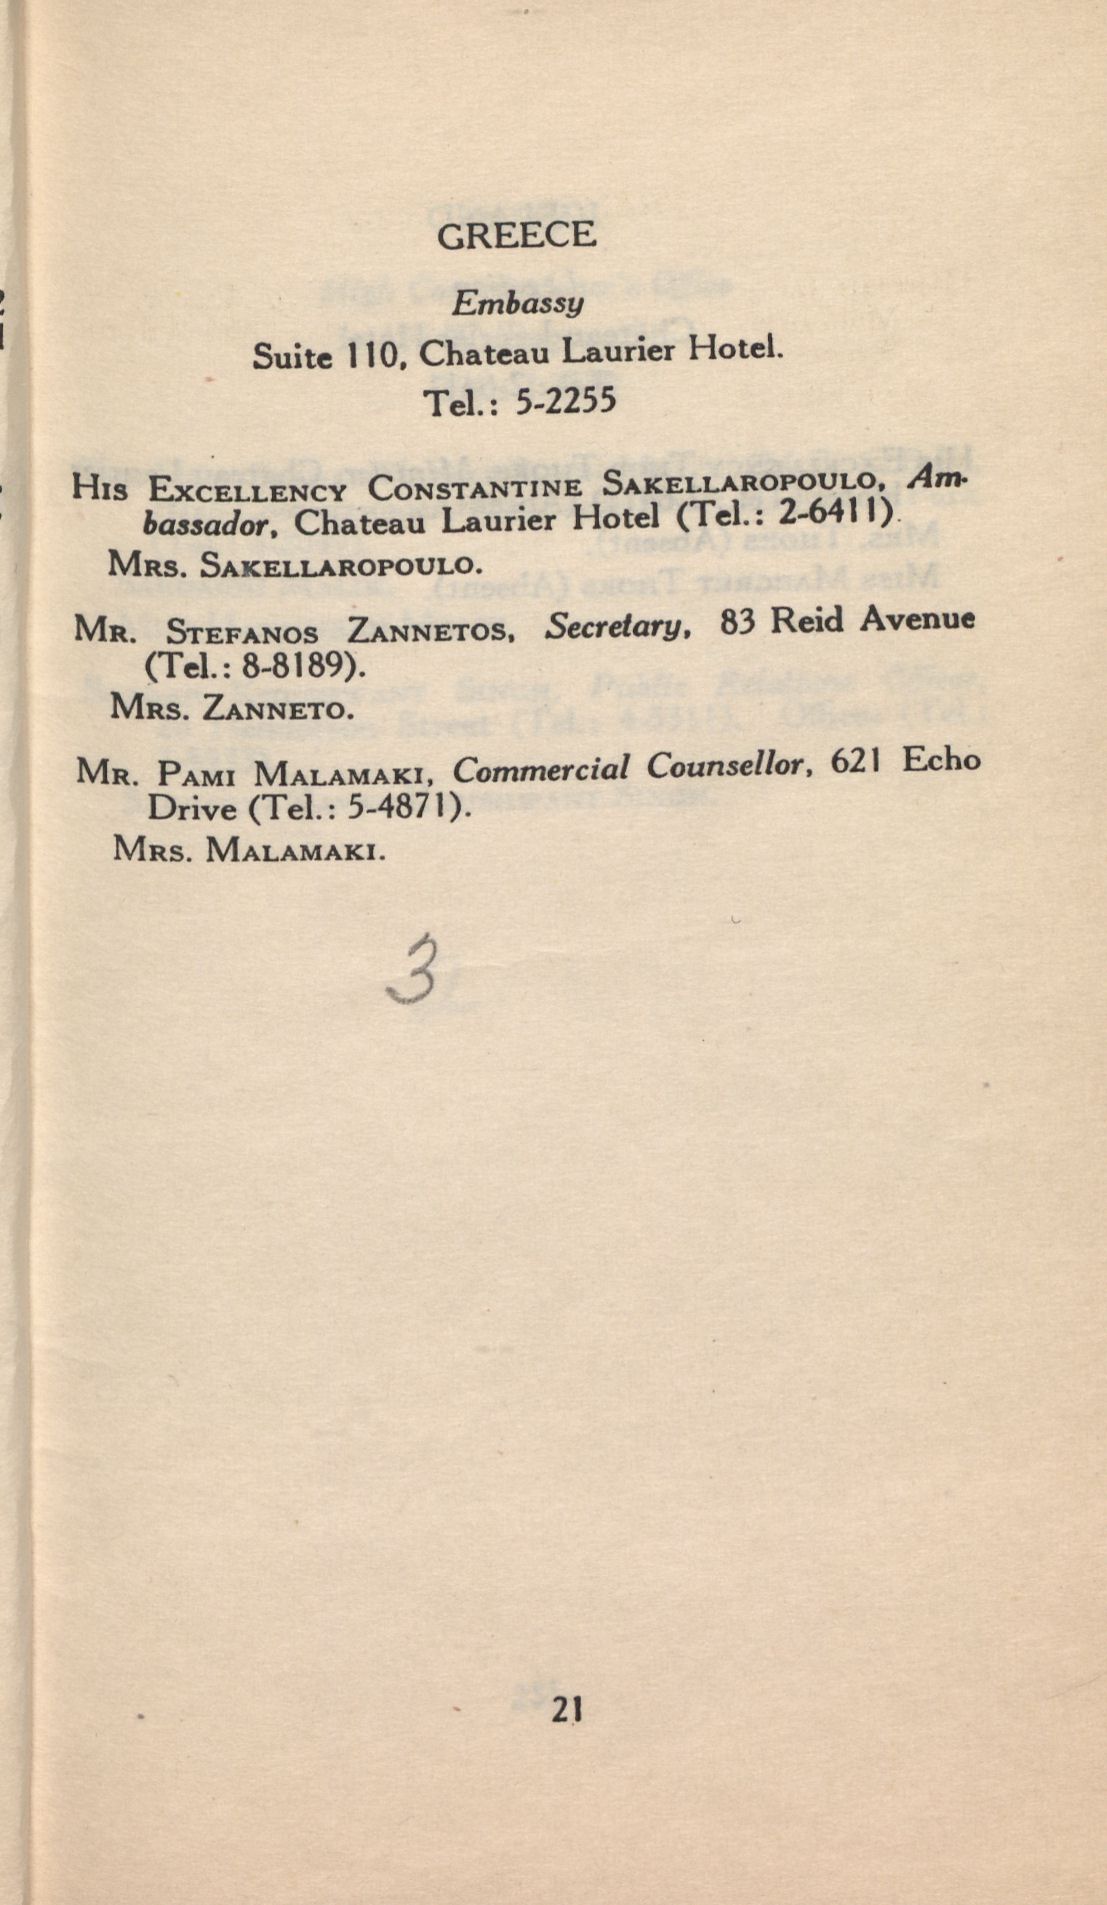 GREECE
Embassy
Suite 110, Chateau Laurier Hotel.
Tel.: 5-2255
His Excellency Constantine Sakellaropoulo, Am-
bassador, Chateau Laurier Hotel (Tel.: 2-6411).
Mrs. Sakellaropoulo.
Mr. Stefanos Zannetos, Secretary, 83 Reid Avenue
(Tel.: 8-8189).
Mrs. Zanneto.
Mr. Pami Malamaki, Commercial Counsellor, 621 Echo
Drive (Tel.: 5-4871).
Mrs. Malamaki.
3
21